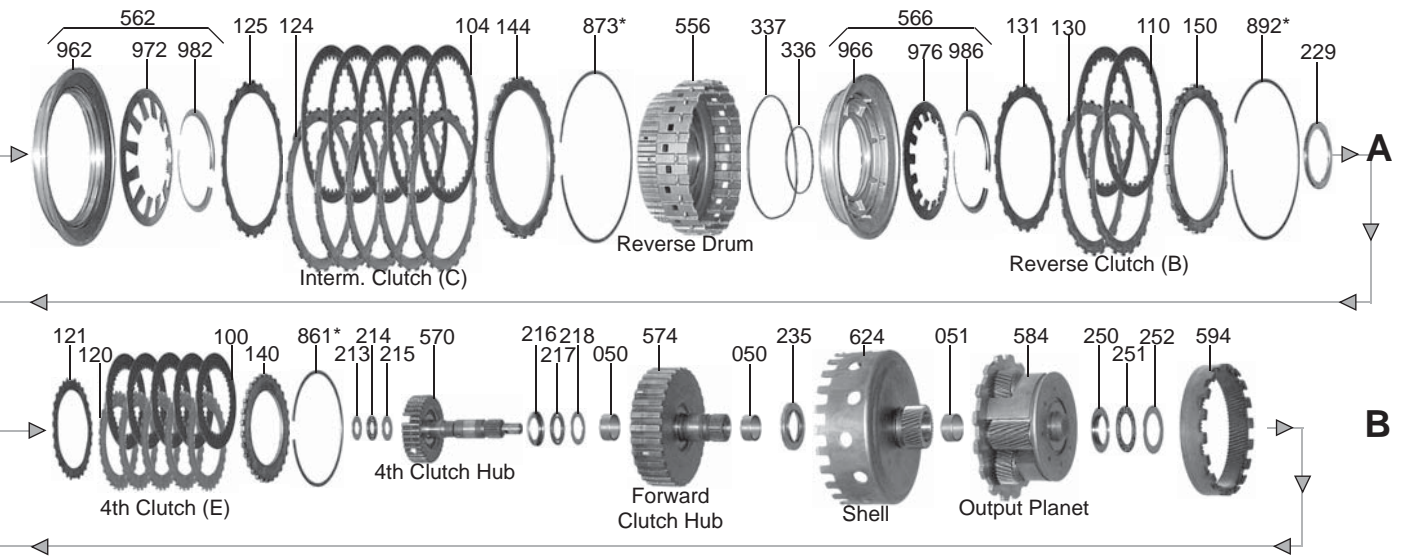 562 566
962 972 982 125 124 104 144 873* 556 337 336 966 976 986 131 130 110 150 892* 229
A
Reverse Drum
Interm. Clutch (C) Reverse Clutch (B)
121 120 100 140 861* 213 214 215 570 216 217 218 050 574 050 235 624 051 584 250 251 252 594
B
4th Clutch Hub
4th Clutch (E) Forward
Clutch Hub Shell Output Planet